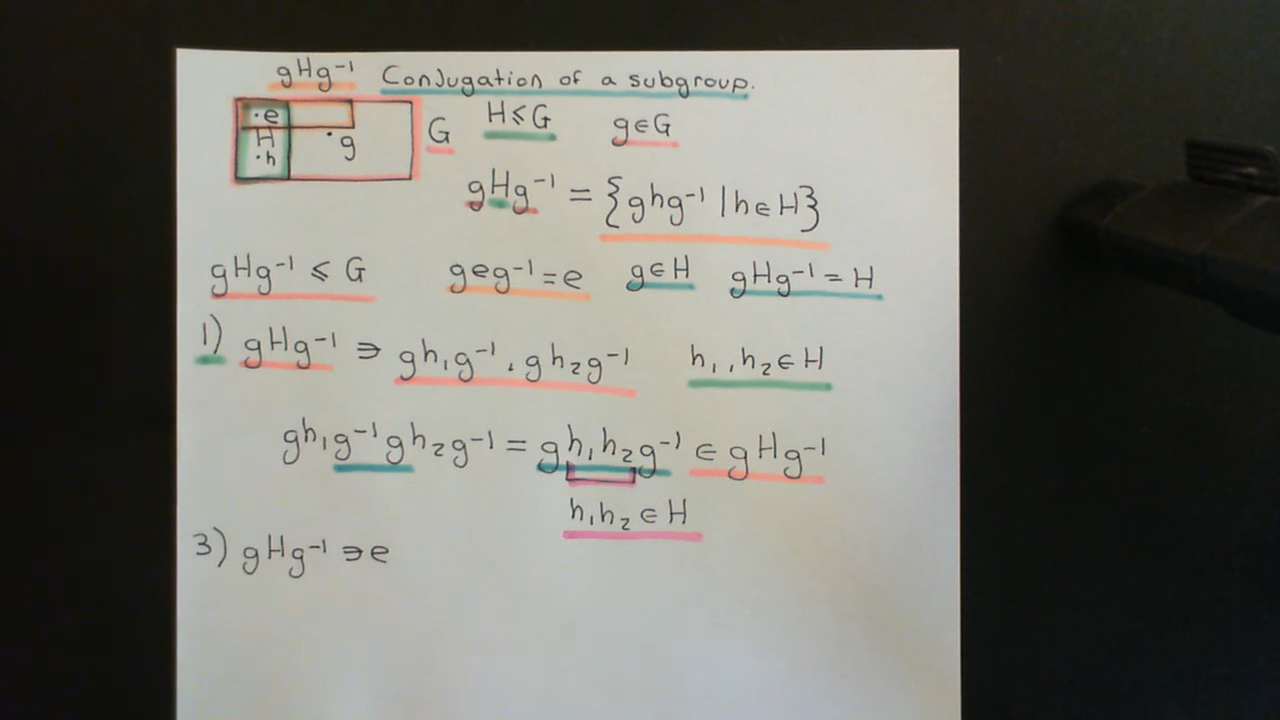 gHg⁻¹ Conjugation of a subgroup.
·e
H
·h
·g
G H≤G g∈G
gHg⁻¹ = {ghg⁻¹ | h∈H}
gHg⁻¹ ≤ G geg⁻¹=e g∈H gHg⁻¹ = H
1) gHg⁻¹ ∋ gh₁g⁻¹, gh₂g⁻¹ h₁, h₂∈H
gh₁g⁻¹gh₂g⁻¹ = gh₁h₂g⁻¹ ∈ gHg⁻¹
h₁h₂∈H
3) gHg⁻¹ ∋ e